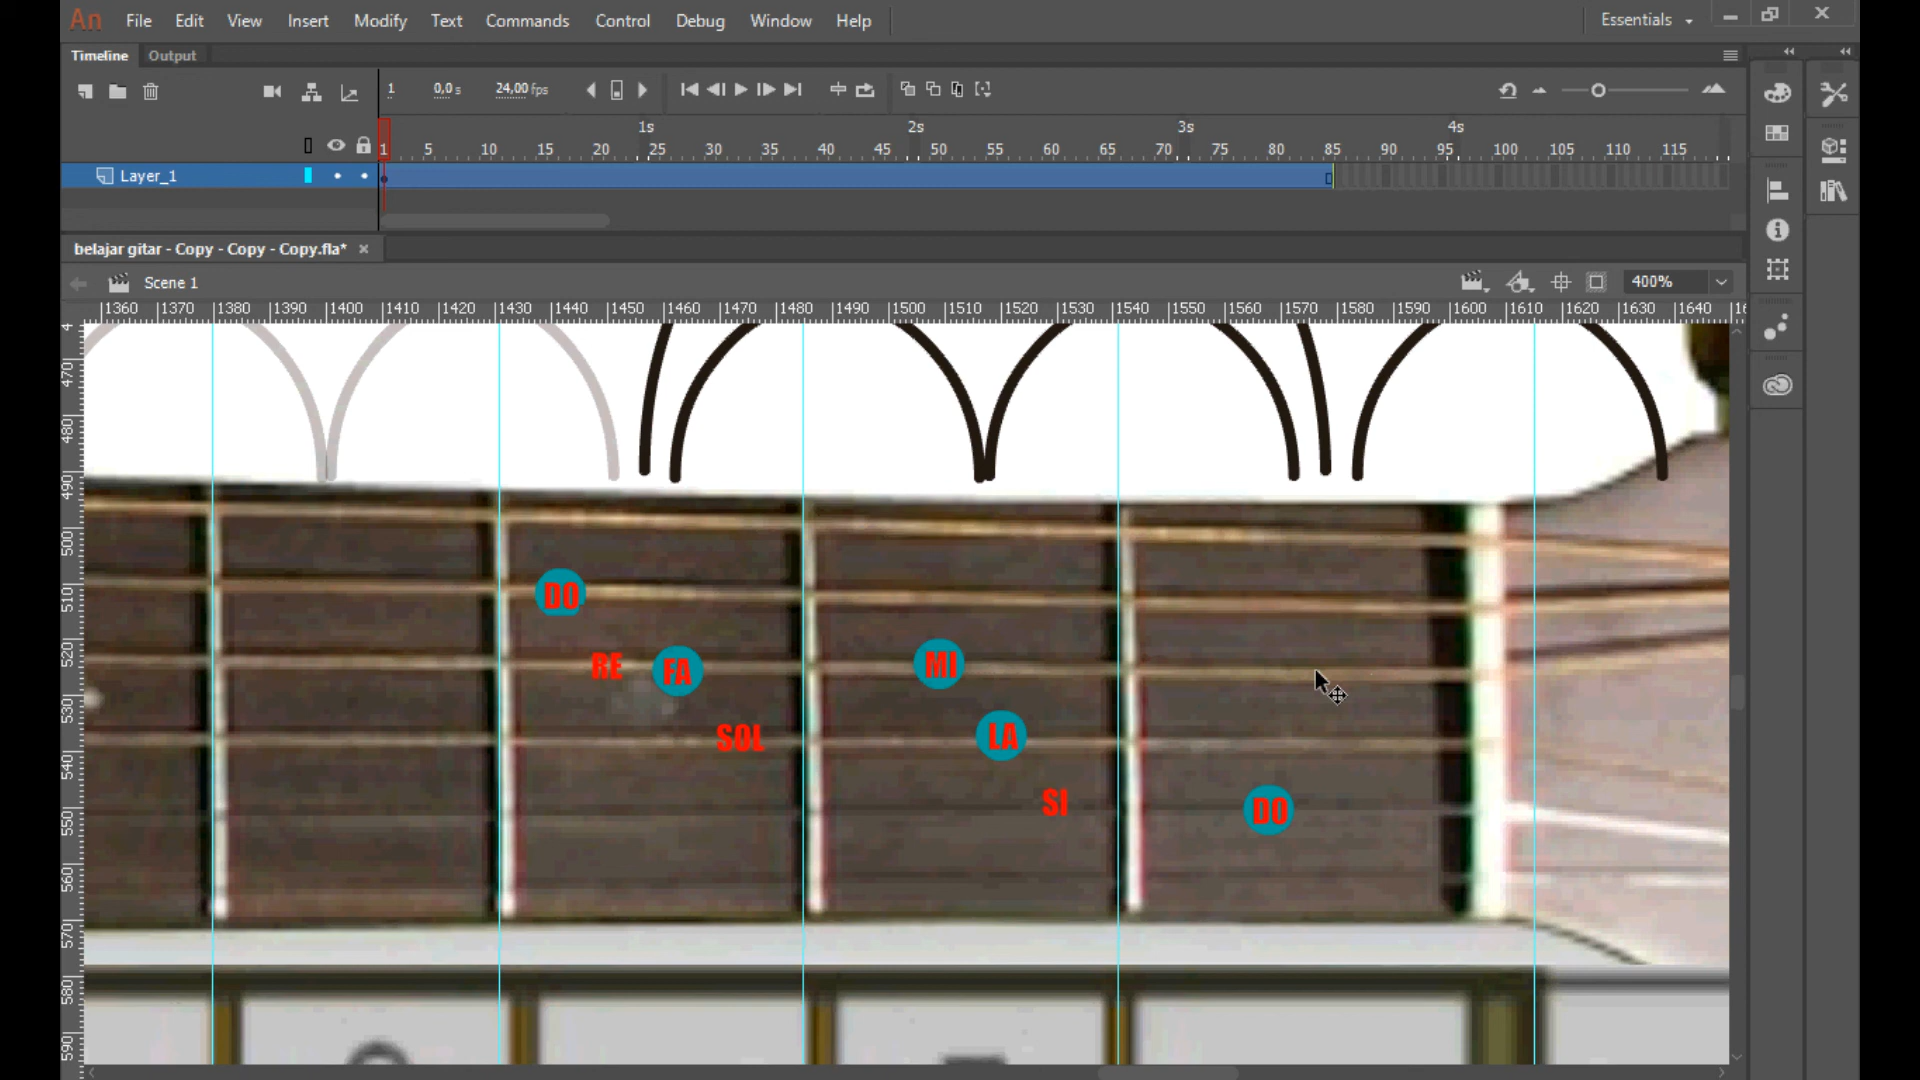 An File Edit View Insert Modify Text Commands Control Debug Window Help Essentials
Timeline Output
1 0,0 s 24,00 fps
1s 2s 3s 4s
1 5 10 15 20 25 30 35 40 45 50 55 60 65 70 75 80 85 90 95 100 105 110 115
Layer_1
belajar gitar - Copy - Copy - Copy.fla*
Scene 1 400%
1360 1370 1380 1390 1400 1410 1420 1430 1440 1450 1460 1470 1480 1490 1500 1510 1520 1530 1540 1550 1560 1570 1580 1590 1600 1610 1620 1630 1640
470
480
490
500
510
520
530
540
550
560
570
580
590
DO
RE FA MI
SOL LA
SI DO